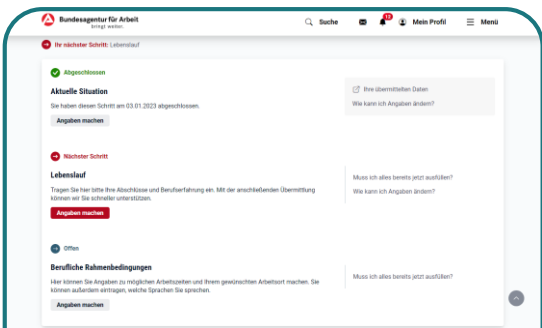 Bundesagentur für Arbeit
bringt weiter.
Suche
12
Mein Profil
Menü
Ihr nächster Schritt: Lebenslauf
Abgeschlossen
Aktuelle Situation
Sie haben diesen Schritt am 03.01.2023 abgeschlossen.
Angaben machen
Ihre übermittelten Daten
Wie kann ich Angaben ändern?
Nächster Schritt
Lebenslauf
Tragen Sie hier bitte Ihre Abschlüsse und Berufserfahrung ein. Mit der anschließenden Übermittlung
können wir Sie schneller unterstützen.
Angaben machen
Muss ich alles bereits jetzt ausfüllen?
Wie kann ich Angaben ändern?
Offen
Berufliche Rahmenbedingungen
Hier können Sie Angaben zu möglichen Arbeitszeiten und Ihrem gewünschten Arbeitsort machen. Sie
können außerdem eintragen, welche Sprachen Sie sprechen.
Angaben machen
Muss ich alles bereits jetzt ausfüllen?